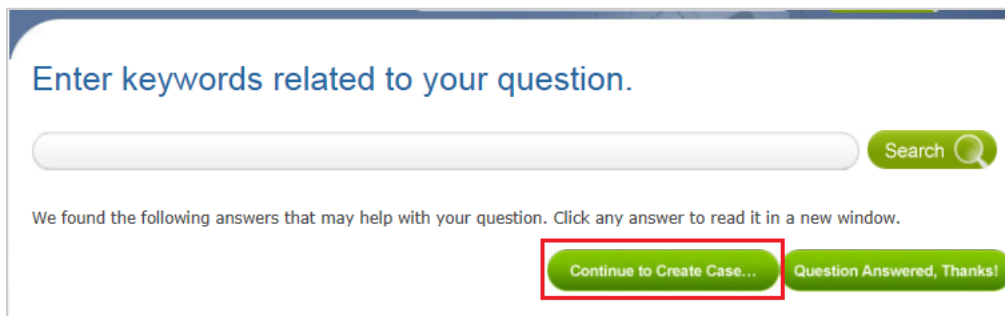 Enter keywords related to your question.
Search
We found the following answers that may help with your question. Click any answer to read it in a new window.
Continue to Create Case...
Question Answered, Thanks!